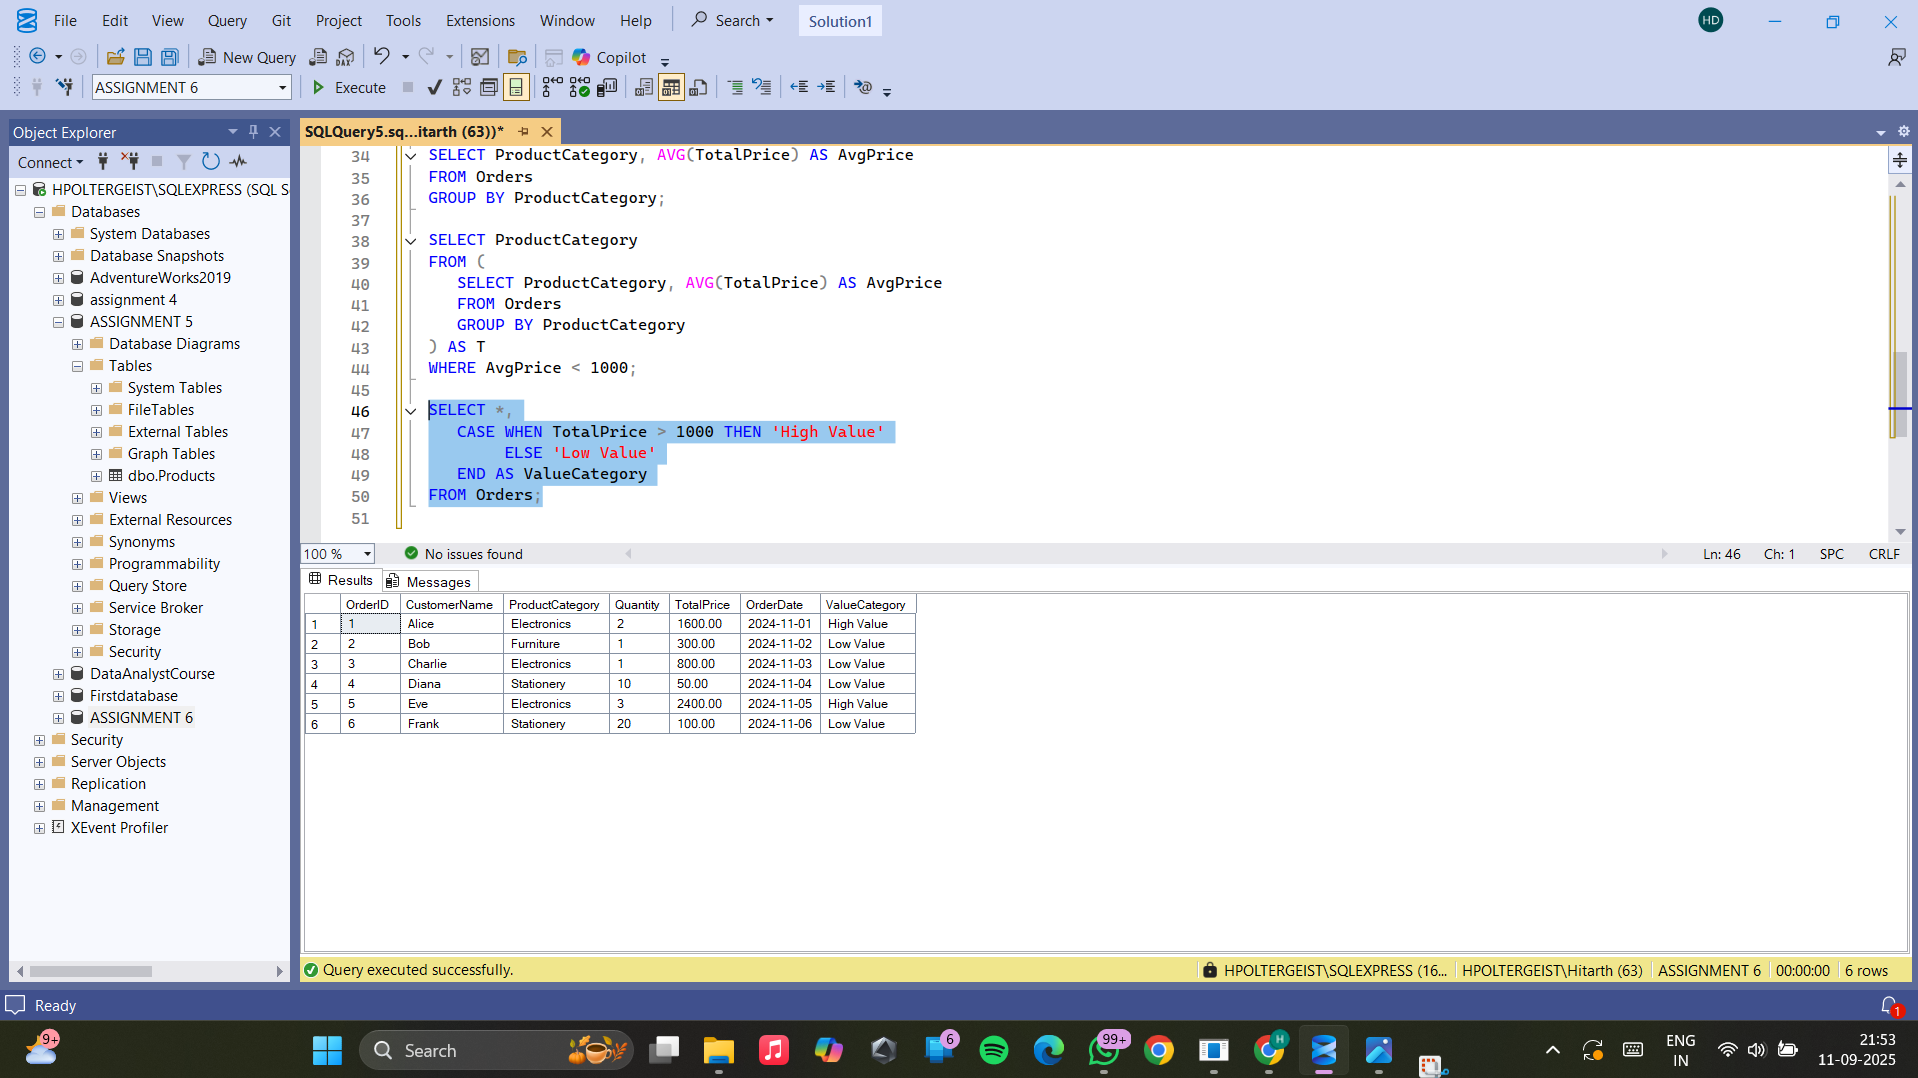 File Edit View Query Git Project Tools Extensions Window Help Search Solution1 HD
New Query DAX Copilot
ASSIGNMENT 6 Execute
Object Explorer
Connect
HPOLTERGEIST\SQLEXPRESS (SQL S
Databases
System Databases
Database Snapshots
AdventureWorks2019
assignment 4
ASSIGNMENT 5
Database Diagrams
Tables
System Tables
FileTables
External Tables
Graph Tables
dbo.Products
Views
External Resources
Synonyms
Programmability
Query Store
Service Broker
Storage
Security
DataAnalystCourse
Firstdatabase
ASSIGNMENT 6
Security
Server Objects
Replication
Management
XEvent Profiler
SQLQuery5.sq...itarth (63))*
34 SELECT ProductCategory, AVG(TotalPrice) AS AvgPrice
35 FROM Orders
36 GROUP BY ProductCategory;
37
38 SELECT ProductCategory
39 FROM (
40 SELECT ProductCategory, AVG(TotalPrice) AS AvgPrice
41 FROM Orders
42 GROUP BY ProductCategory
43 ) AS T
44 WHERE AvgPrice < 1000;
45
46 SELECT *,
47 CASE WHEN TotalPrice > 1000 THEN 'High Value'
48 ELSE 'Low Value'
49 END AS ValueCategory
50 FROM Orders;
51
100 % No issues found Ln: 46 Ch: 1 SPC CRLF
Results Messages
OrderID CustomerName ProductCategory Quantity TotalPrice OrderDate ValueCategory
1 1 Alice Electronics 2 1600.00 2024-11-01 High Value
2 2 Bob Furniture 1 300.00 2024-11-02 Low Value
3 3 Charlie Electronics 1 800.00 2024-11-03 Low Value
4 4 Diana Stationery 10 50.00 2024-11-04 Low Value
5 5 Eve Electronics 3 2400.00 2024-11-05 High Value
6 6 Frank Stationery 20 100.00 2024-11-06 Low Value
Query executed successfully. HPOLTERGEIST\SQLEXPRESS (16... HPOLTERGEIST\Hitarth (63) ASSIGNMENT 6 00:00:00 6 rows
Ready 1
9+ Search 6 99+ H ENG 21:53
IN 11-09-2025